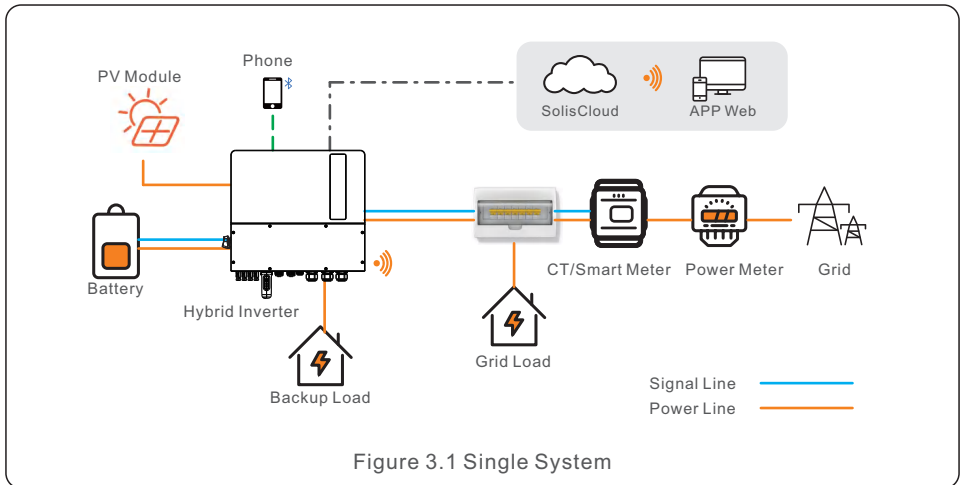 Phone
PV Module
SolisCloud
APP Web
CT/Smart Meter
Power Meter
Grid
Battery
Hybrid Inverter
Grid Load
Backup Load
Signal Line
Power Line
Figure 3.1 Single System